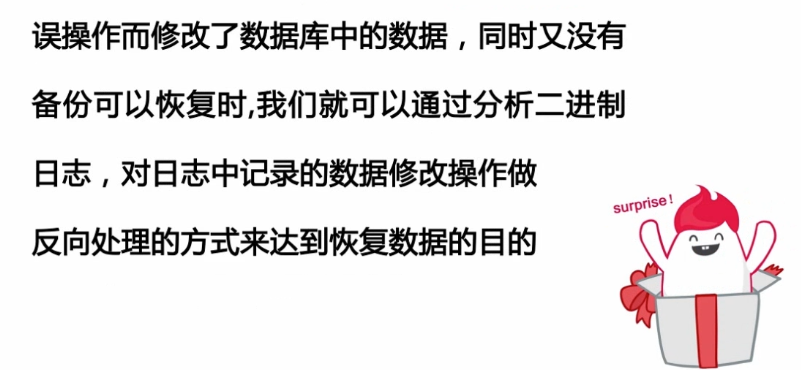 误操作而修改了数据库中的数据，同时又没有
备份可以恢复时,我们就可以通过分析二进制
日志，对日志中记录的数据修改操作做
反向处理的方式来达到恢复数据的目的
surprise!